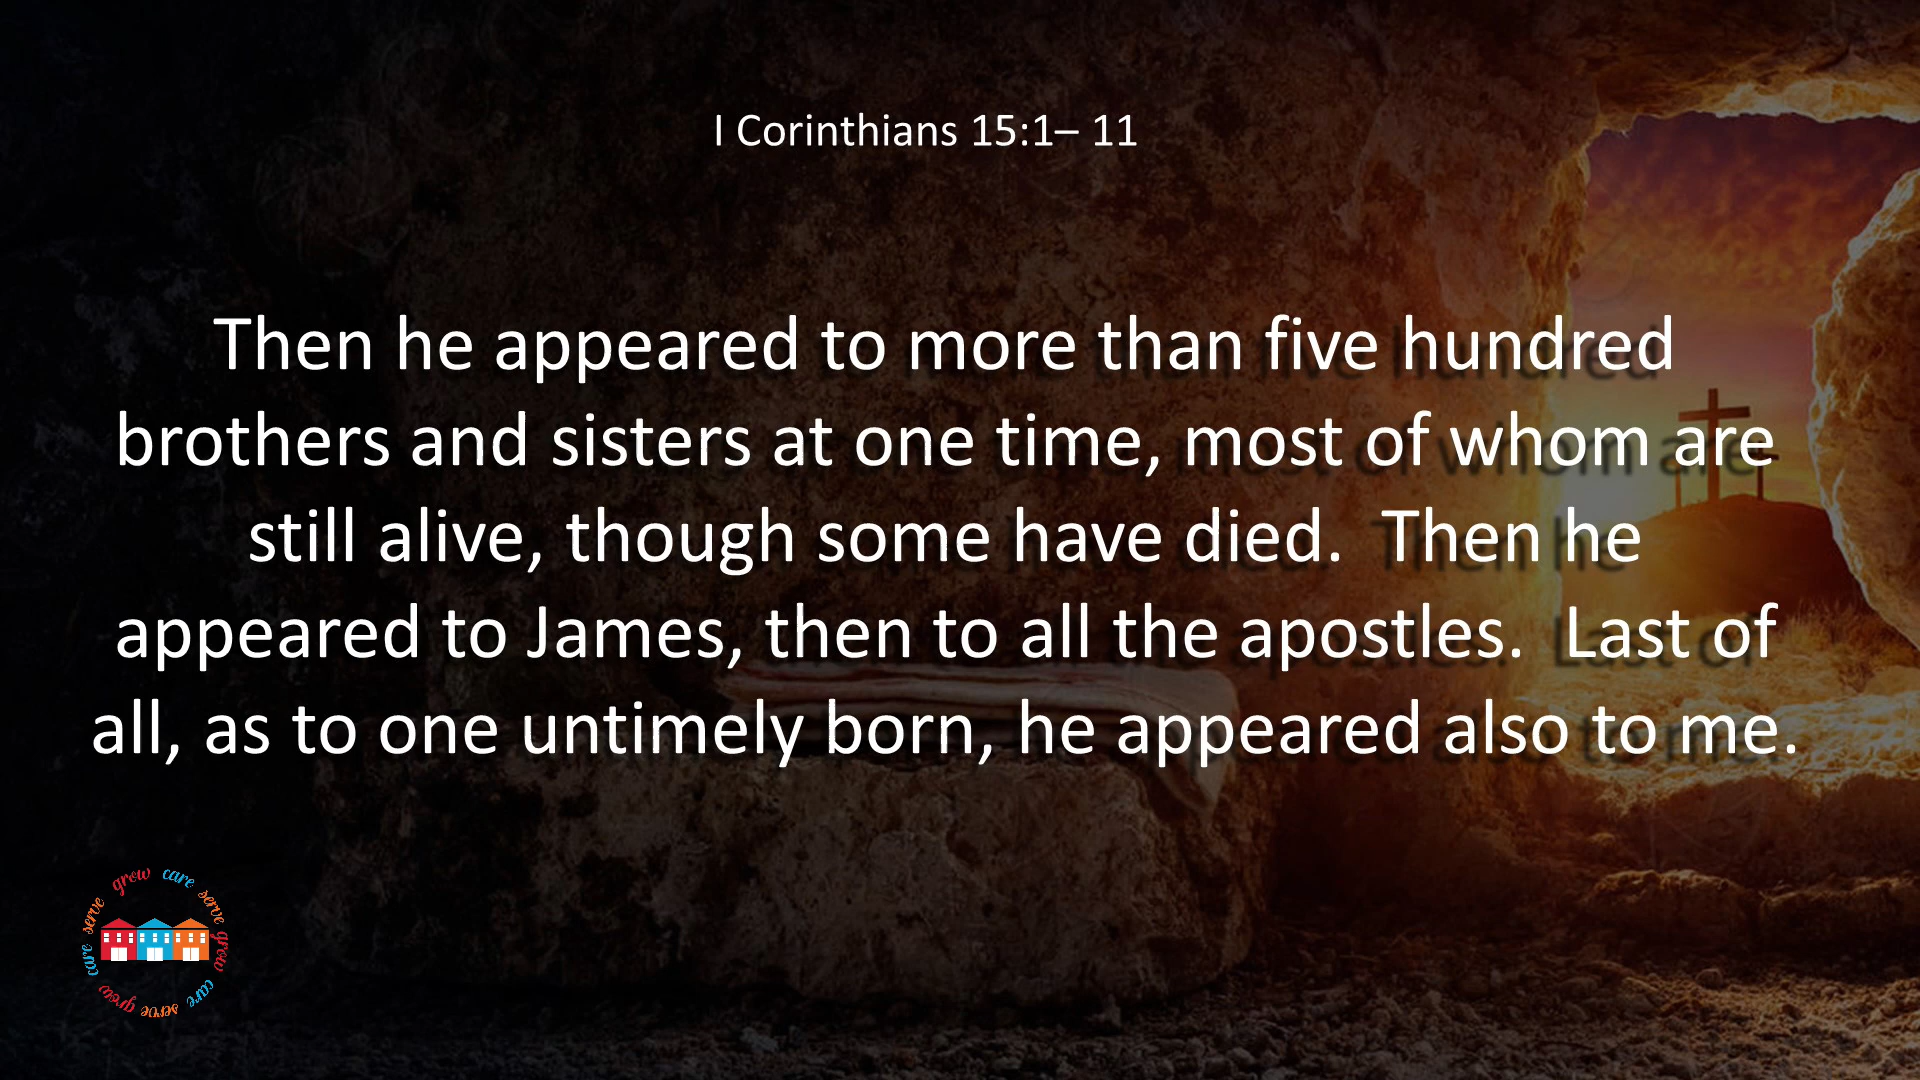 I Corinthians 15:1– 11
Then he appeared to more than five hundred
brothers and sisters at one time, most of whom are
still alive, though some have died.  Then he
appeared to James, then to all the apostles.  Last of
all, as to one untimely born, he appeared also to me.
grow care serve grow care serve grow care serve